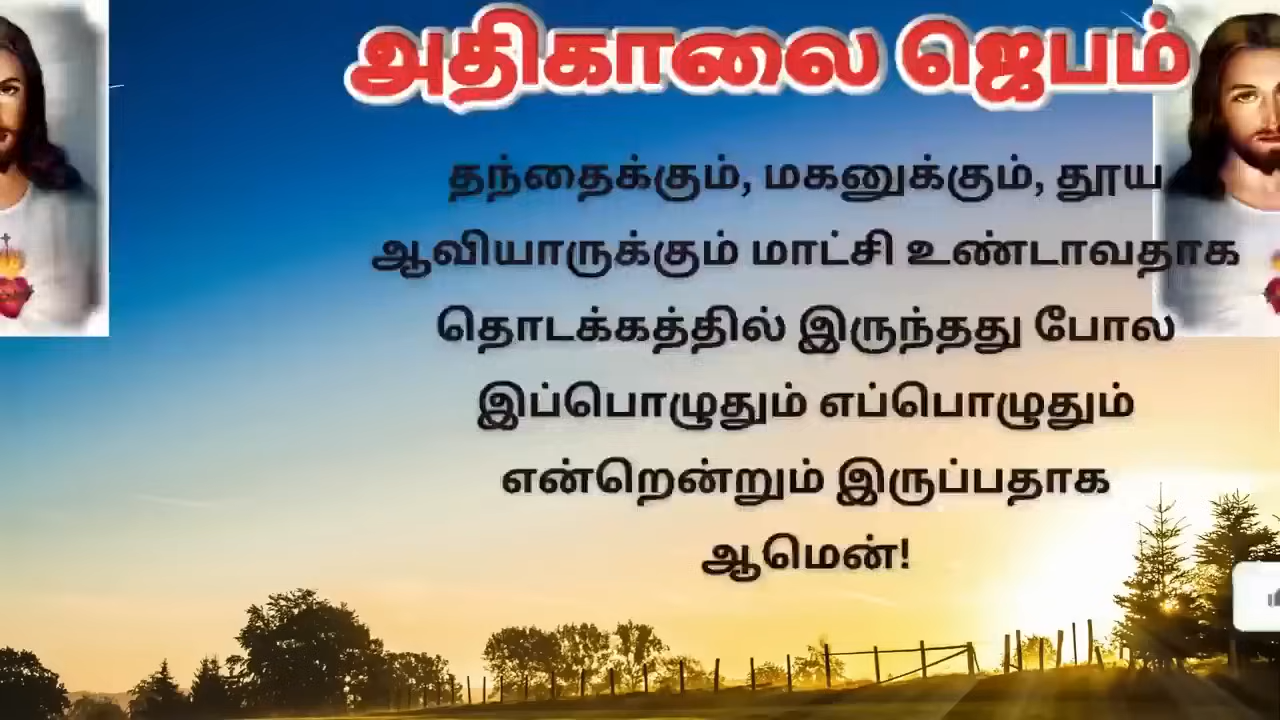 அதிகாலை ஜெபம்
தந்தைக்கும், மகனுக்கும், தூய
ஆவியாருக்கும் மாட்சி உண்டாவதாக
தொடக்கத்தில் இருந்தது போல
இப்பொழுதும் எப்பொழுதும்
என்றென்றும் இருப்பதாக
ஆமென்!